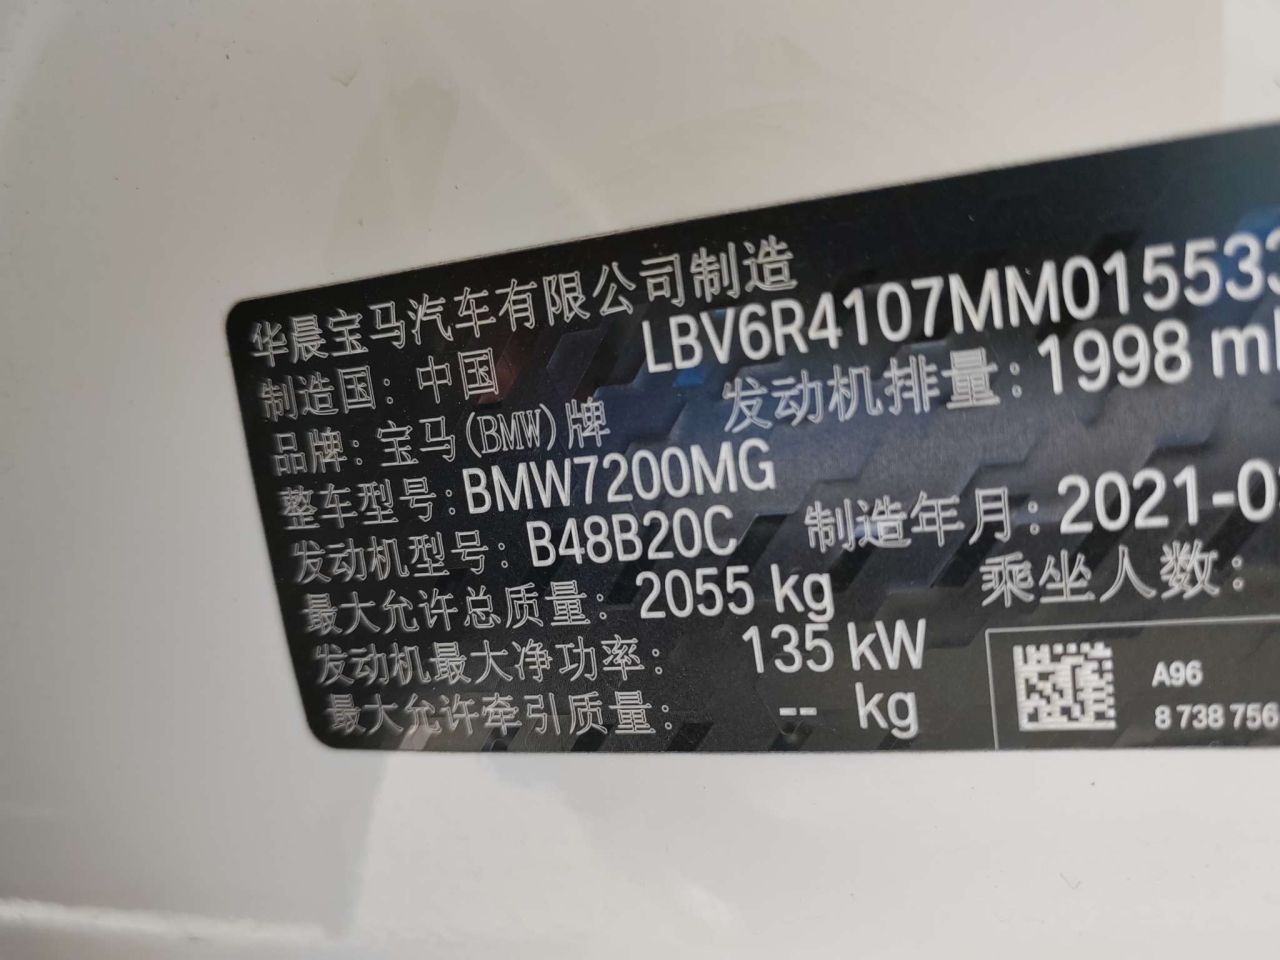 华晨宝马汽车有限公司制造
制造国：中国 LBV6R4107MM01553
品牌：宝马(BMW)牌 发动机排量：1998 ml
整车型号：BMW7200MG
发动机型号：B48B20C 制造年月：2021-0
最大允许总质量：2055 kg 乘坐人数：
发动机最大净功率：135 kW
最大允许牵引质量：-- kg
A96
8 738 756